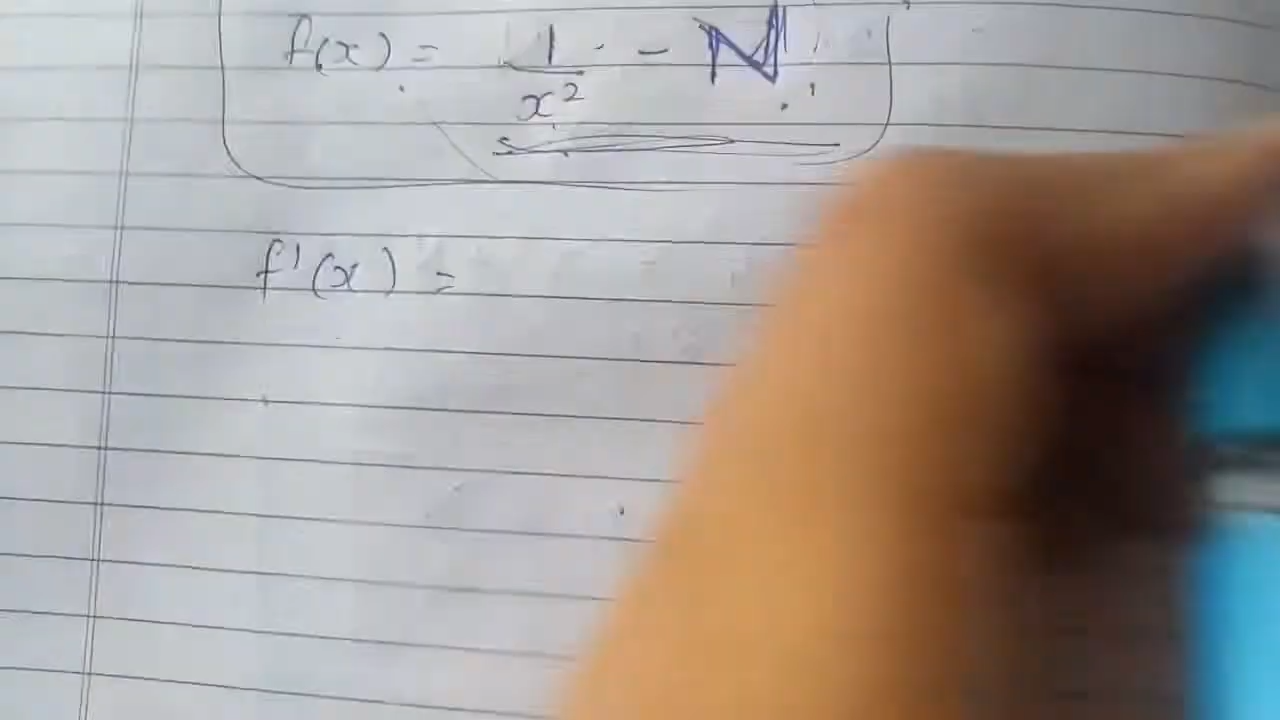 f(x) = 1/x² - N
f'(x) =